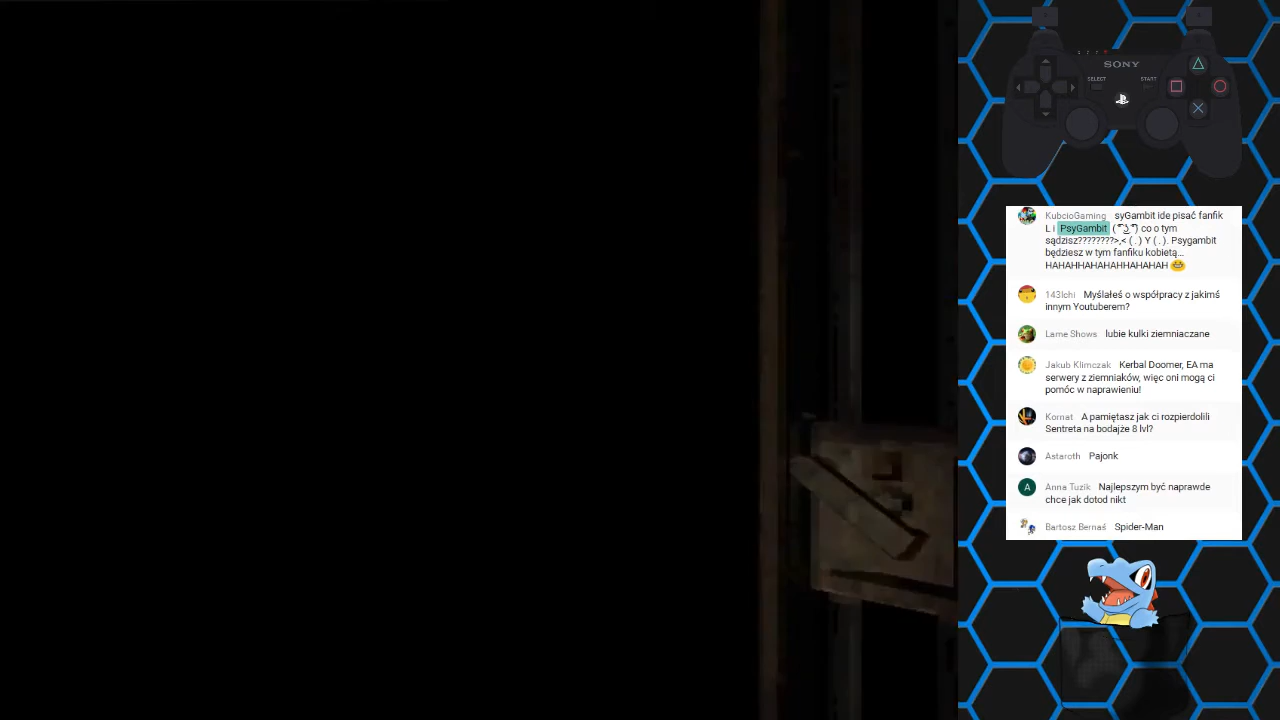 SONY
SELECT
START
KubcioGaming syGambit ide pisać fanfik
L i PsyGambit ( ͡° ͜ʖ ͡°) co o tym
sądzisz????????>,< ( . ) Y ( . ). Psygambit
będziesz w tym fanfiku kobietą...
HAHAHHAHAHAHHAHAHAH
143Ichi Myślałeś o współpracy z jakimś
innym Youtuberem?
Lame Shows lubie kulki ziemniaczane
Jakub Klimczak Kerbal Doomer, EA ma
serwery z ziemniaków, więc oni mogą ci
pomóc w naprawieniu!
Kornat A pamiętasz jak ci rozpierdolili
Sentreta na bodajże 8 lvl?
Astaroth Pajonk
A Anna Tuzik Najlepszym być naprawde
chce jak dotod nikt
Bartosz Bernaś Spider-Man